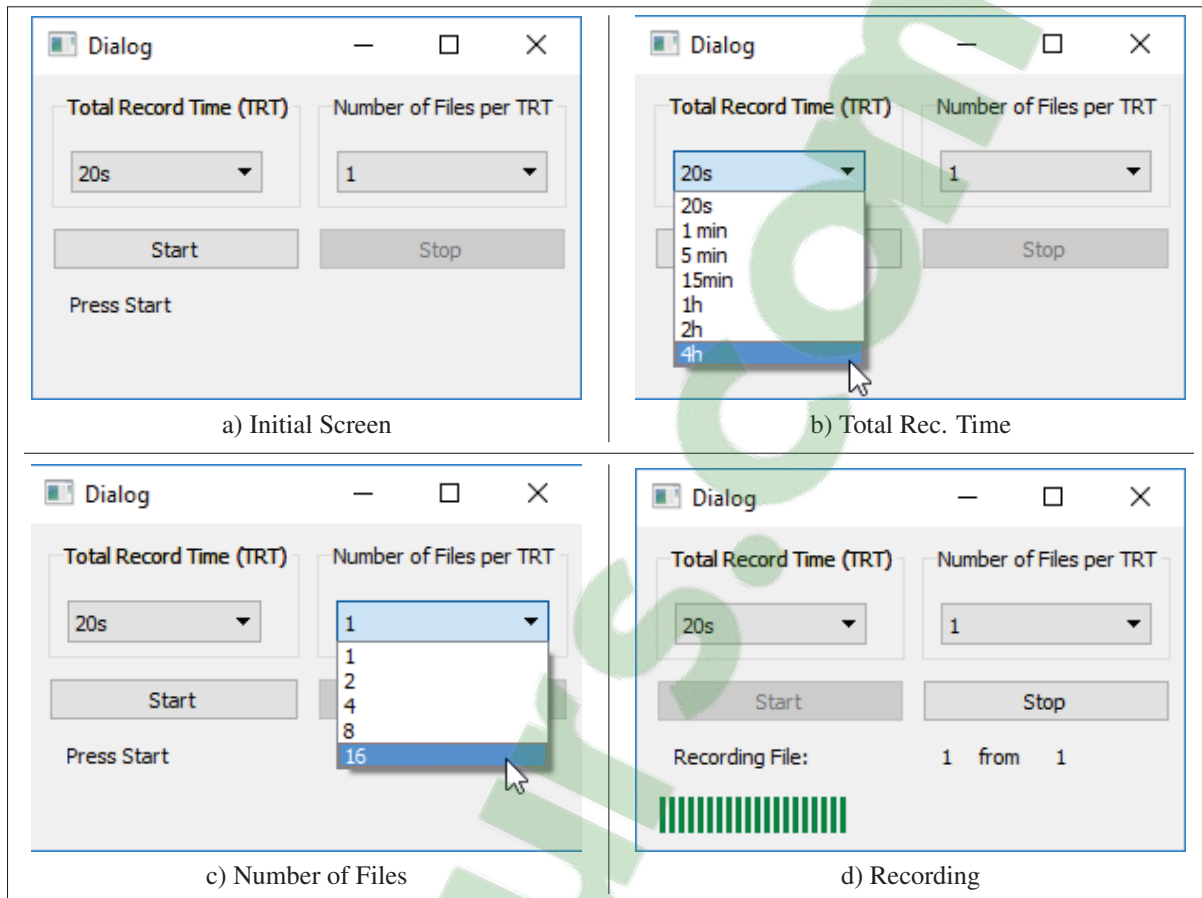 Dialog
Total Record Time (TRT)
Number of Files per TRT
20s
1
Start
Stop
Press Start
a) Initial Screen
Dialog
Total Record Time (TRT)
Number of Files per TRT
20s
1
20s
1 min
5 min
15min
1h
2h
4h
Stop
b) Total Rec. Time
Dialog
Total Record Time (TRT)
Number of Files per TRT
20s
1
1
2
4
8
16
Start
Press Start
c) Number of Files
Dialog
Total Record Time (TRT)
Number of Files per TRT
20s
1
Start
Stop
Recording File:
1 from 1
d) Recording
urs.com